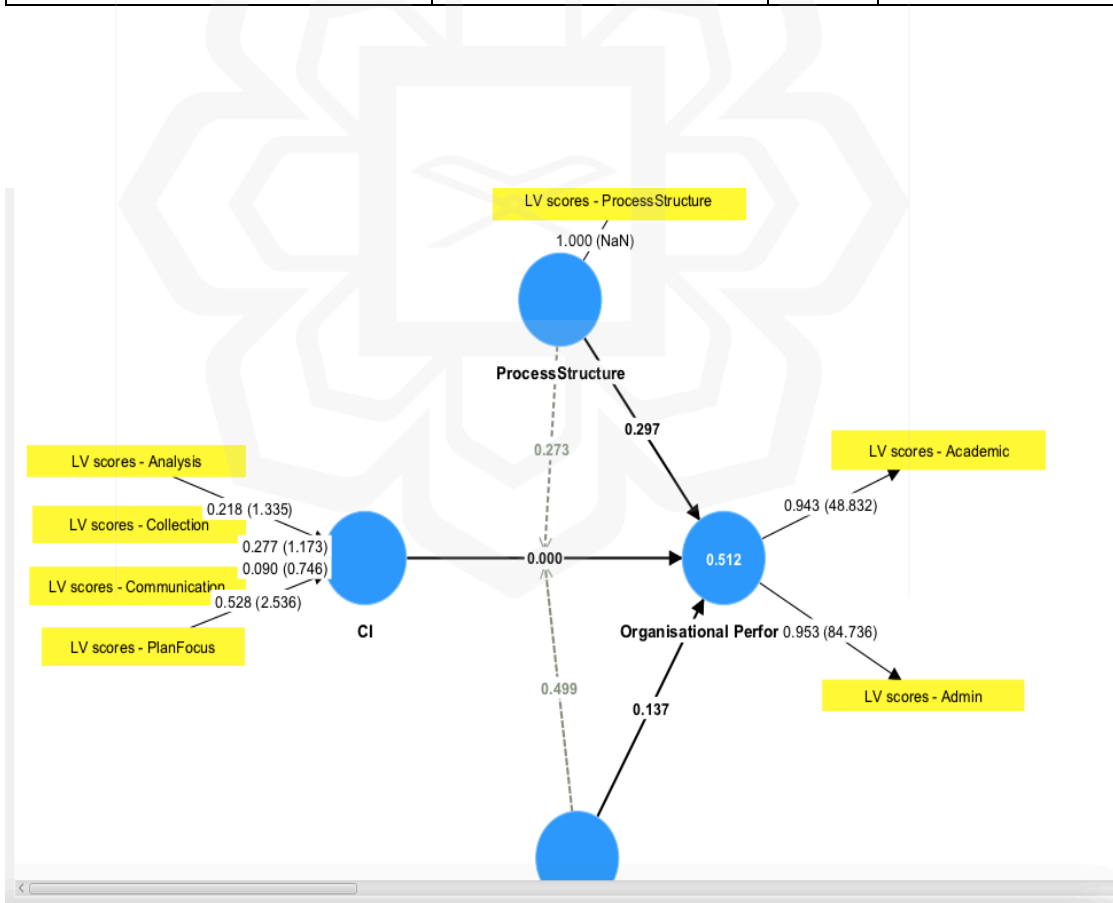 LV scores - ProcessStructure
1.000 (NaN)
ProcessStructure
0.297
0.273
LV scores - Analysis
0.218 (1.335)
LV scores - Collection
0.277 (1.173)
0.090 (0.746)
LV scores - Communication
0.528 (2.536)
LV scores - PlanFocus
CI
0.000
LV scores - Academic
0.943 (48.832)
0.512
Organisational Perfor 0.953 (84.736)
LV scores - Admin
0.499
0.137